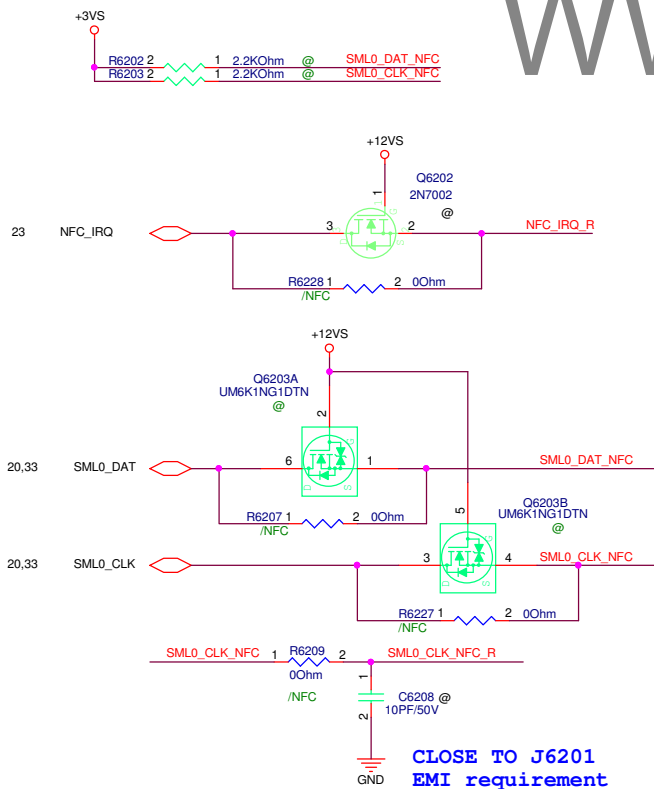 +3VS
R6202 2 1 2.2KOhm @ SML0_DAT_NFC
R6203 2 1 2.2KOhm @ SML0_CLK_NFC
+12VS
Q6202
2N7002
@
1
G
23 NFC_IRQ 3 D S 2 NFC_IRQ_R
R6228 1 2 0Ohm
/NFC
+12VS
Q6203A
UM6K1NG1DTN
@
2
G
20,33 SML0_DAT 6 D S 1 SML0_DAT_NFC
R6207 1 2 0Ohm
/NFC
Q6203B
UM6K1NG1DTN
@
5
G
20,33 SML0_CLK 3 D S 4 SML0_CLK_NFC
R6227 1 2 0Ohm
/NFC
SML0_CLK_NFC 1 R6209 2 SML0_CLK_NFC_R
0Ohm
/NFC
1
C6208 @
10PF/50V
2
GND
CLOSE TO J6201
EMI requirement